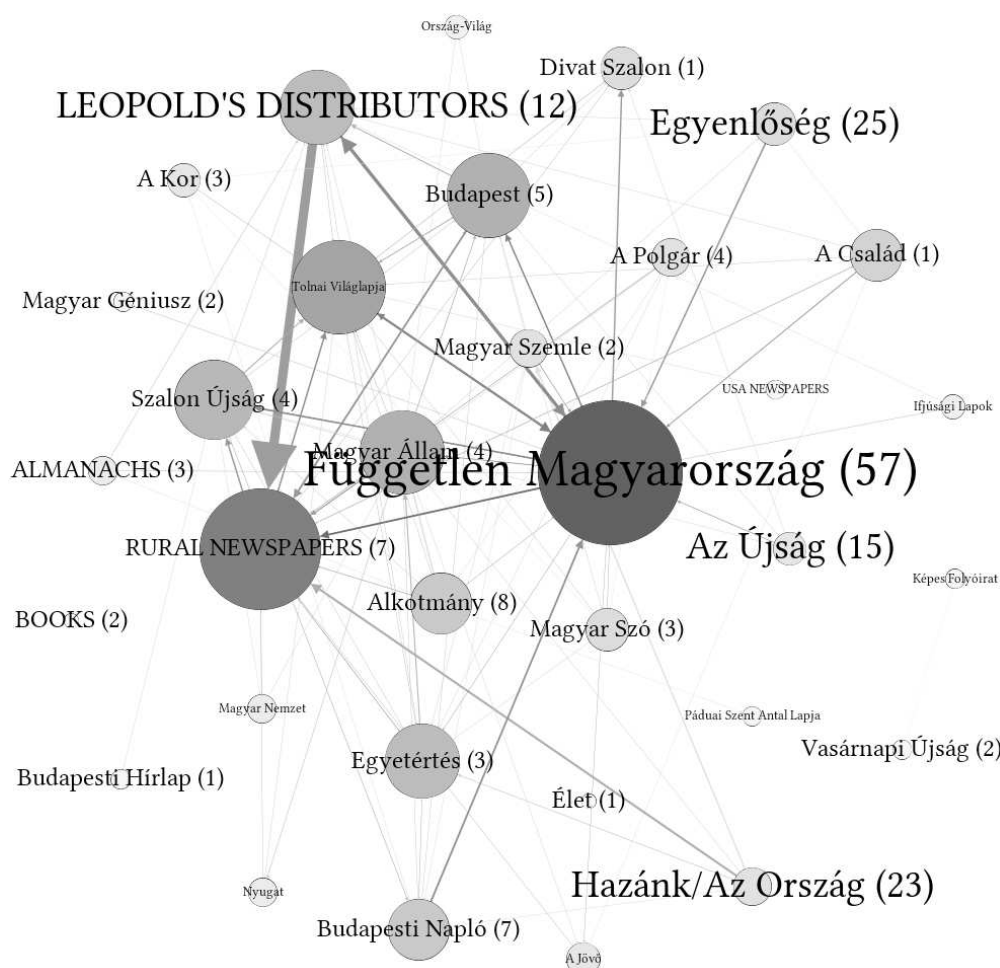 Ország-Világ
Divat Szalon (1)
LEOPOLD'S DISTRIBUTORS (12)
Egyenlőség (25)
A Kor (3)
Budapest (5)
A Polgár (4)
A Család (1)
Tolnai Világlapja
Magyar Géniusz (2)
Magyar Szemle (2)
USA NEWSPAPERS
Szalon Újság (4)
Ifjúsági Lapok
Magyar Állam (4)
ALMANACHS (3)
Független Magyarország (57)
RURAL NEWSPAPERS (7)
Az Újság (15)
Képes Folyóirat
Alkotmány (8)
BOOKS (2)
Magyar Szó (3)
Magyar Nemzet
Páduai Szent Antal Lapja
Vasárnapi Újság (2)
Egyetértés (3)
Budapesti Hírlap (1)
Élet (1)
Hazánk/Az Ország (23)
Nyugat
Budapesti Napló (7)
A Jövő